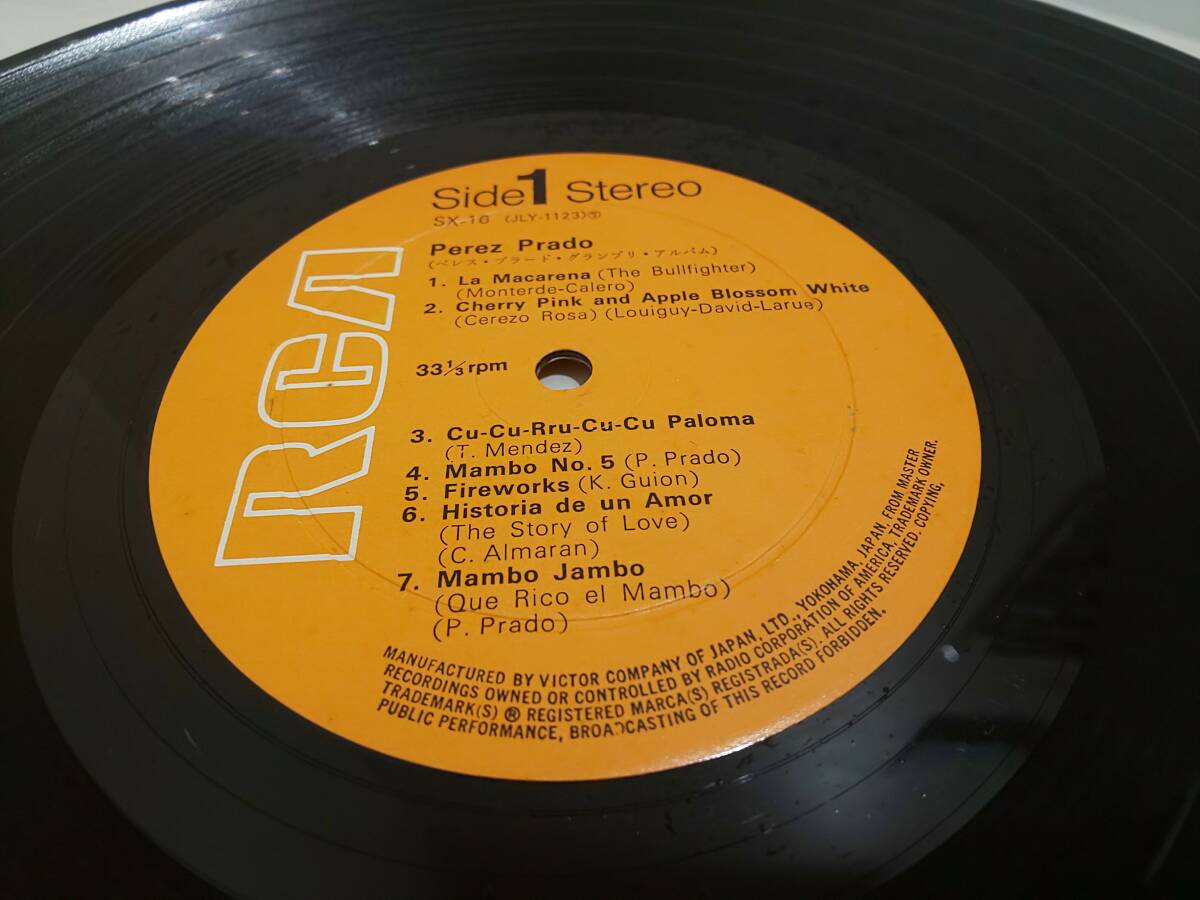 Side 1 Stereo
SX-16 (JLY-1123)①
Perez Prado
(ペレス・プラード・グランプリ・アルバム)
1. La Macarena (The Bullfighter)
(Monterde-Calero)
2. Cherry Pink and Apple Blossom White
(Cerezo Rosa) (Louiguy-David-Larue)
RCA
33 1/3 rpm
3. Cu-Cu-Rru-Cu-Cu Paloma
(T. Mendez)
4. Mambo No. 5 (P. Prado)
5. Fireworks (K. Guion)
6. Historia de un Amor
(The Story of Love)
(C. Almaran)
7. Mambo Jambo
(Que Rico el Mambo)
(P. Prado)
MANUFACTURED BY VICTOR COMPANY OF JAPAN, LTD., YOKOHAMA, JAPAN, FROM MASTER
RECORDINGS OWNED OR CONTROLLED BY RADIO CORPORATION OF AMERICA, TRADEMARK OWNER.
TRADEMARK(S) ® REGISTERED MARCA(S) REGISTRADA(S). ALL RIGHTS RESERVED. COPYING,
PUBLIC PERFORMANCE, BROADCASTING OF THIS RECORD FORBIDDEN.